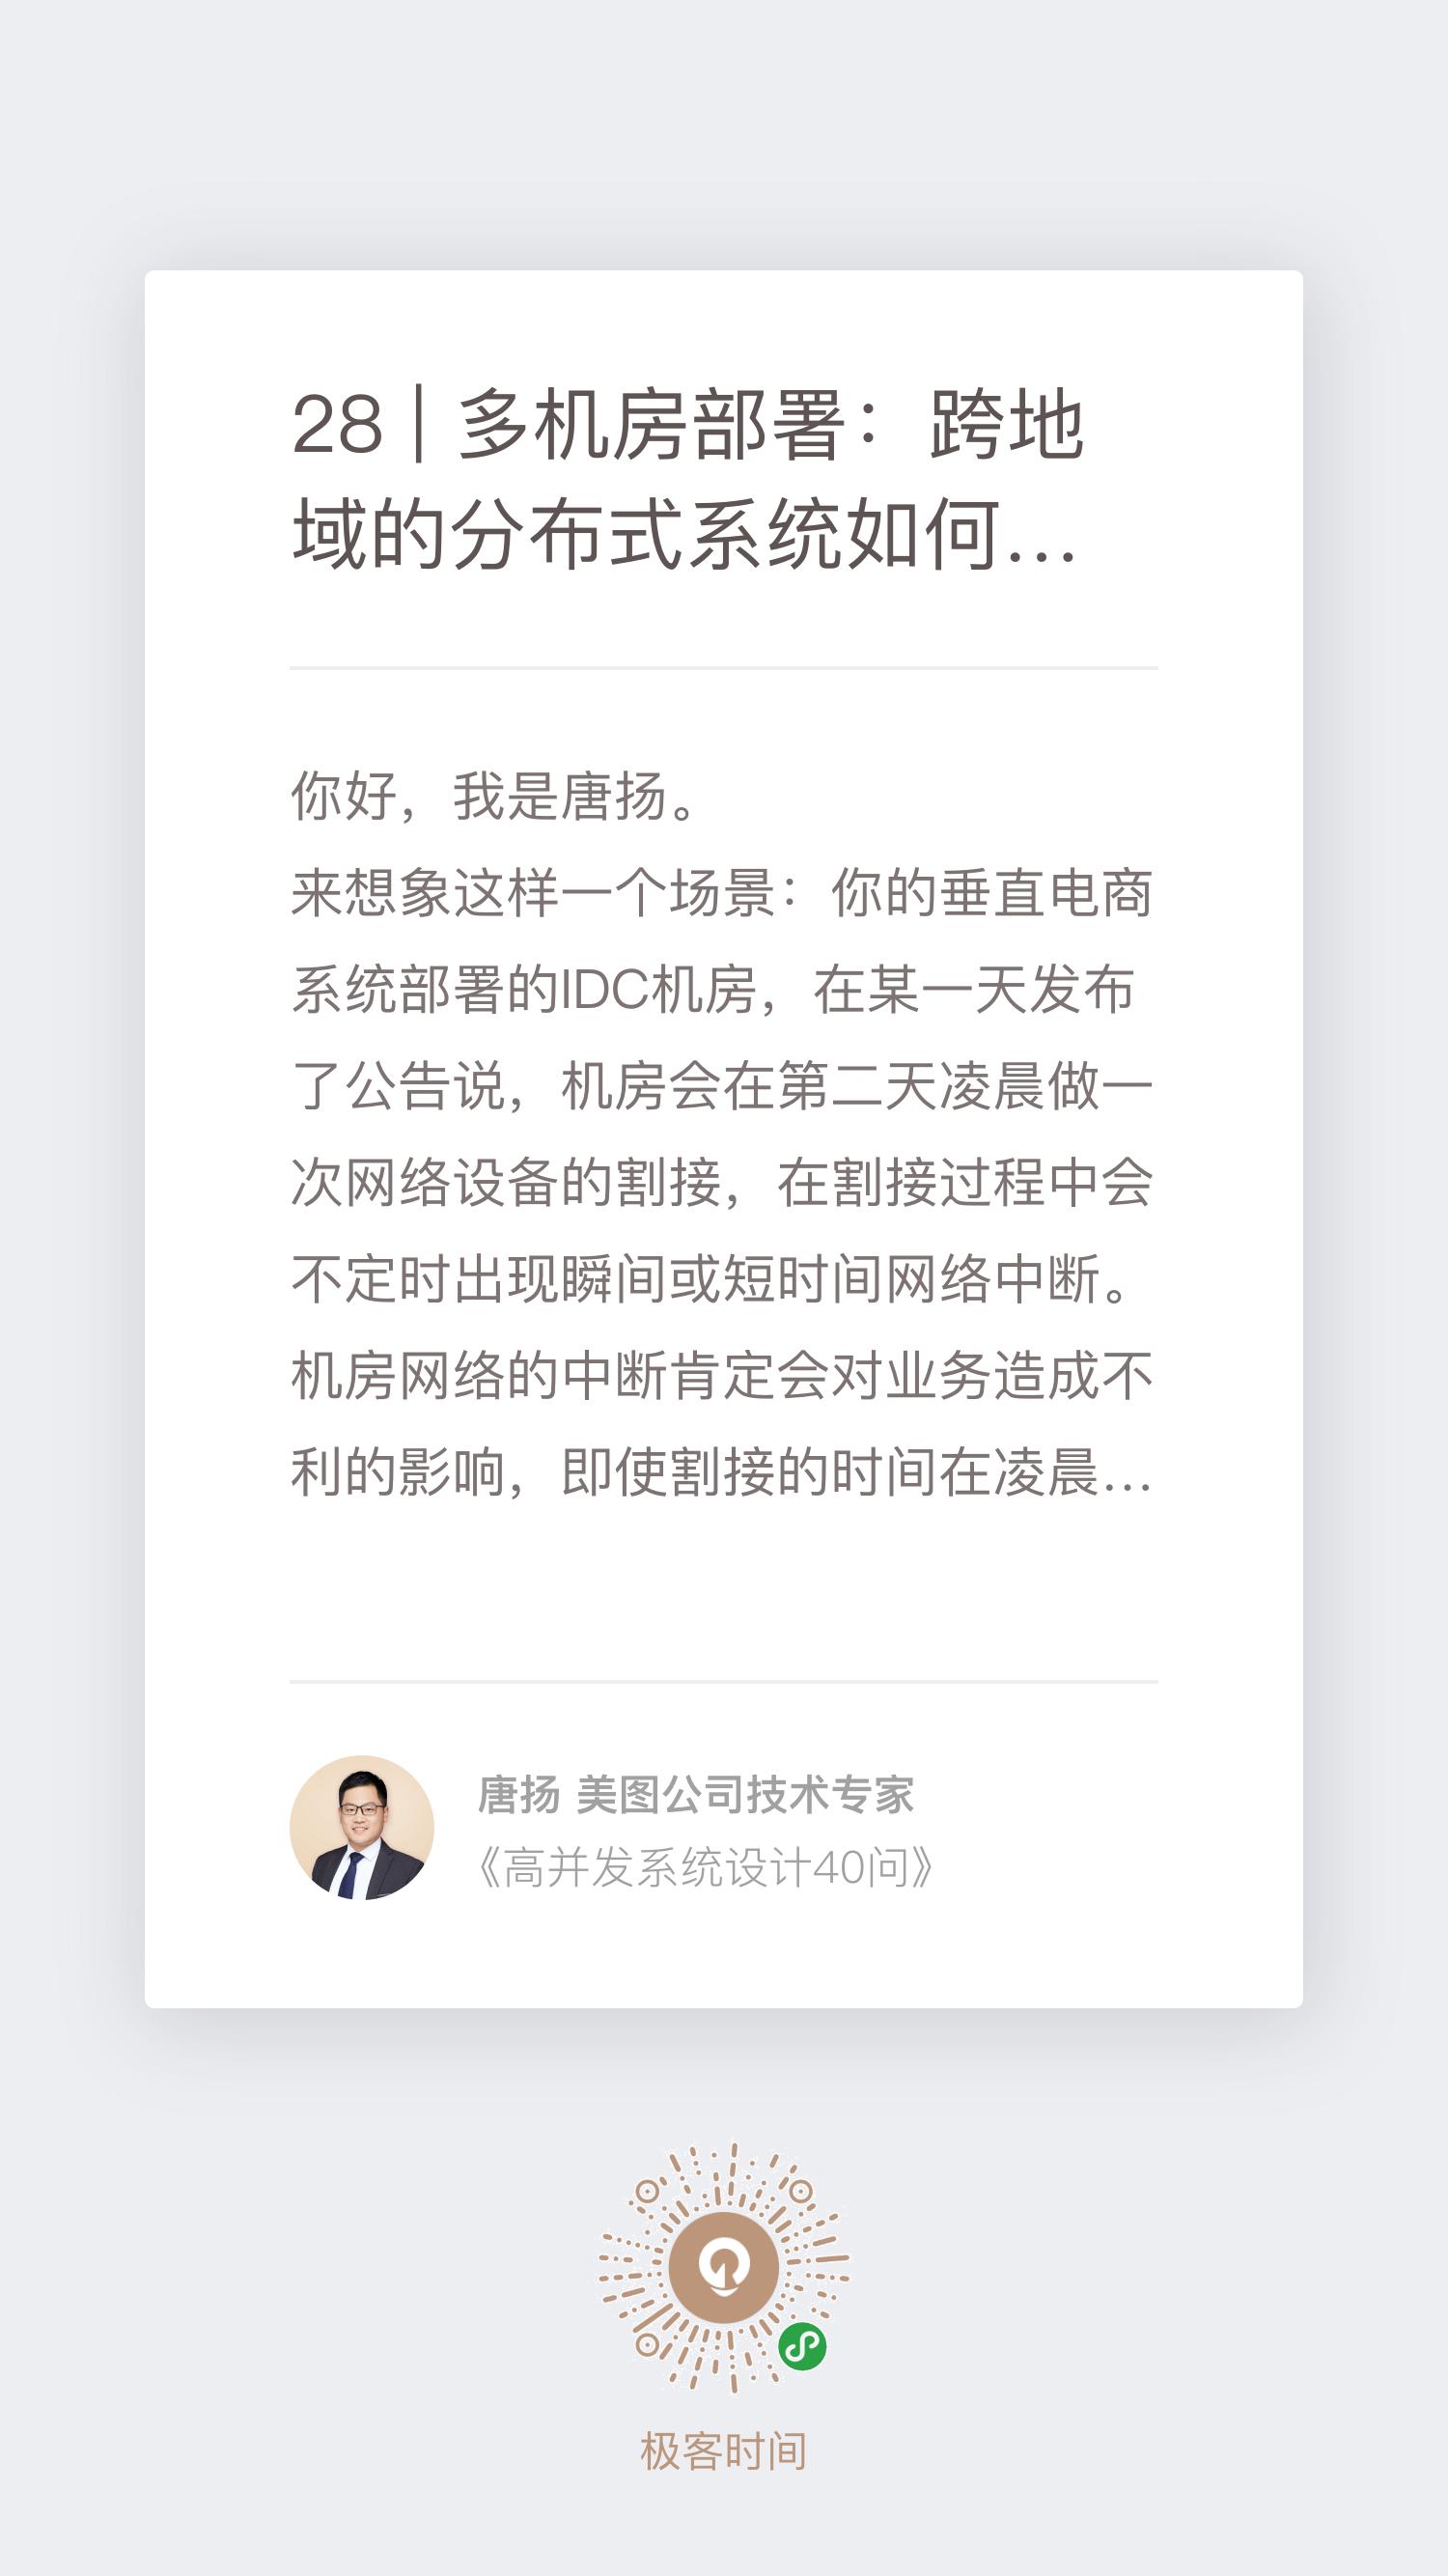 28 | 多机房部署：跨地
域的分布式系统如何...
你好，我是唐扬。
来想象这样一个场景：你的垂直电商
系统部署的IDC机房，在某一天发布
了公告说，机房会在第二天凌晨做一
次网络设备的割接，在割接过程中会
不定时出现瞬间或短时间网络中断。
机房网络的中断肯定会对业务造成不
利的影响，即使割接的时间在凌晨...
唐扬 美图公司技术专家
《高并发系统设计40问》
极客时间